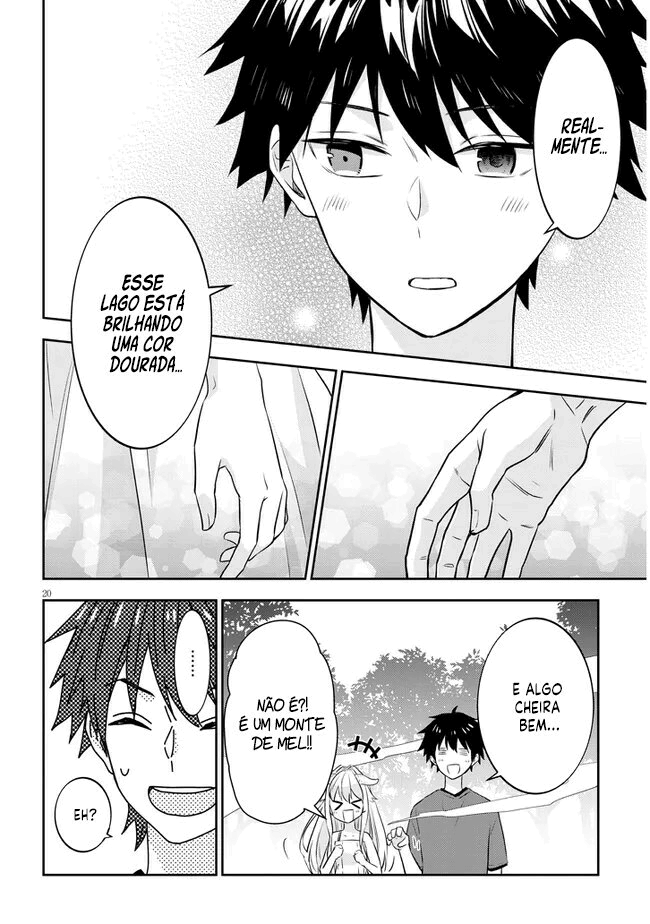 REAL-
MENTE...
ESSE
LAGO ESTÁ
BRILHANDO
UMA COR
DOURADA...
20
E ALGO
CHEIRA
BEM...
NÃO É?!
É UM MONTE
DE MEL!!
......
EH?